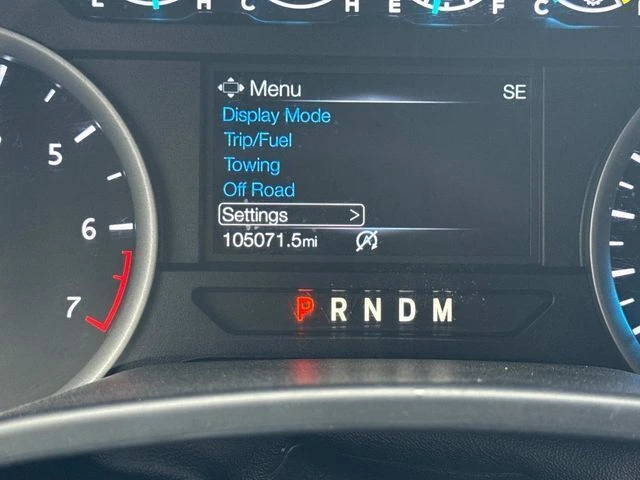 L H C H E F C
Menu SE
Display Mode
Trip/Fuel
Towing
Off Road
Settings >
105071.5mi
5
6
7
P R N D M